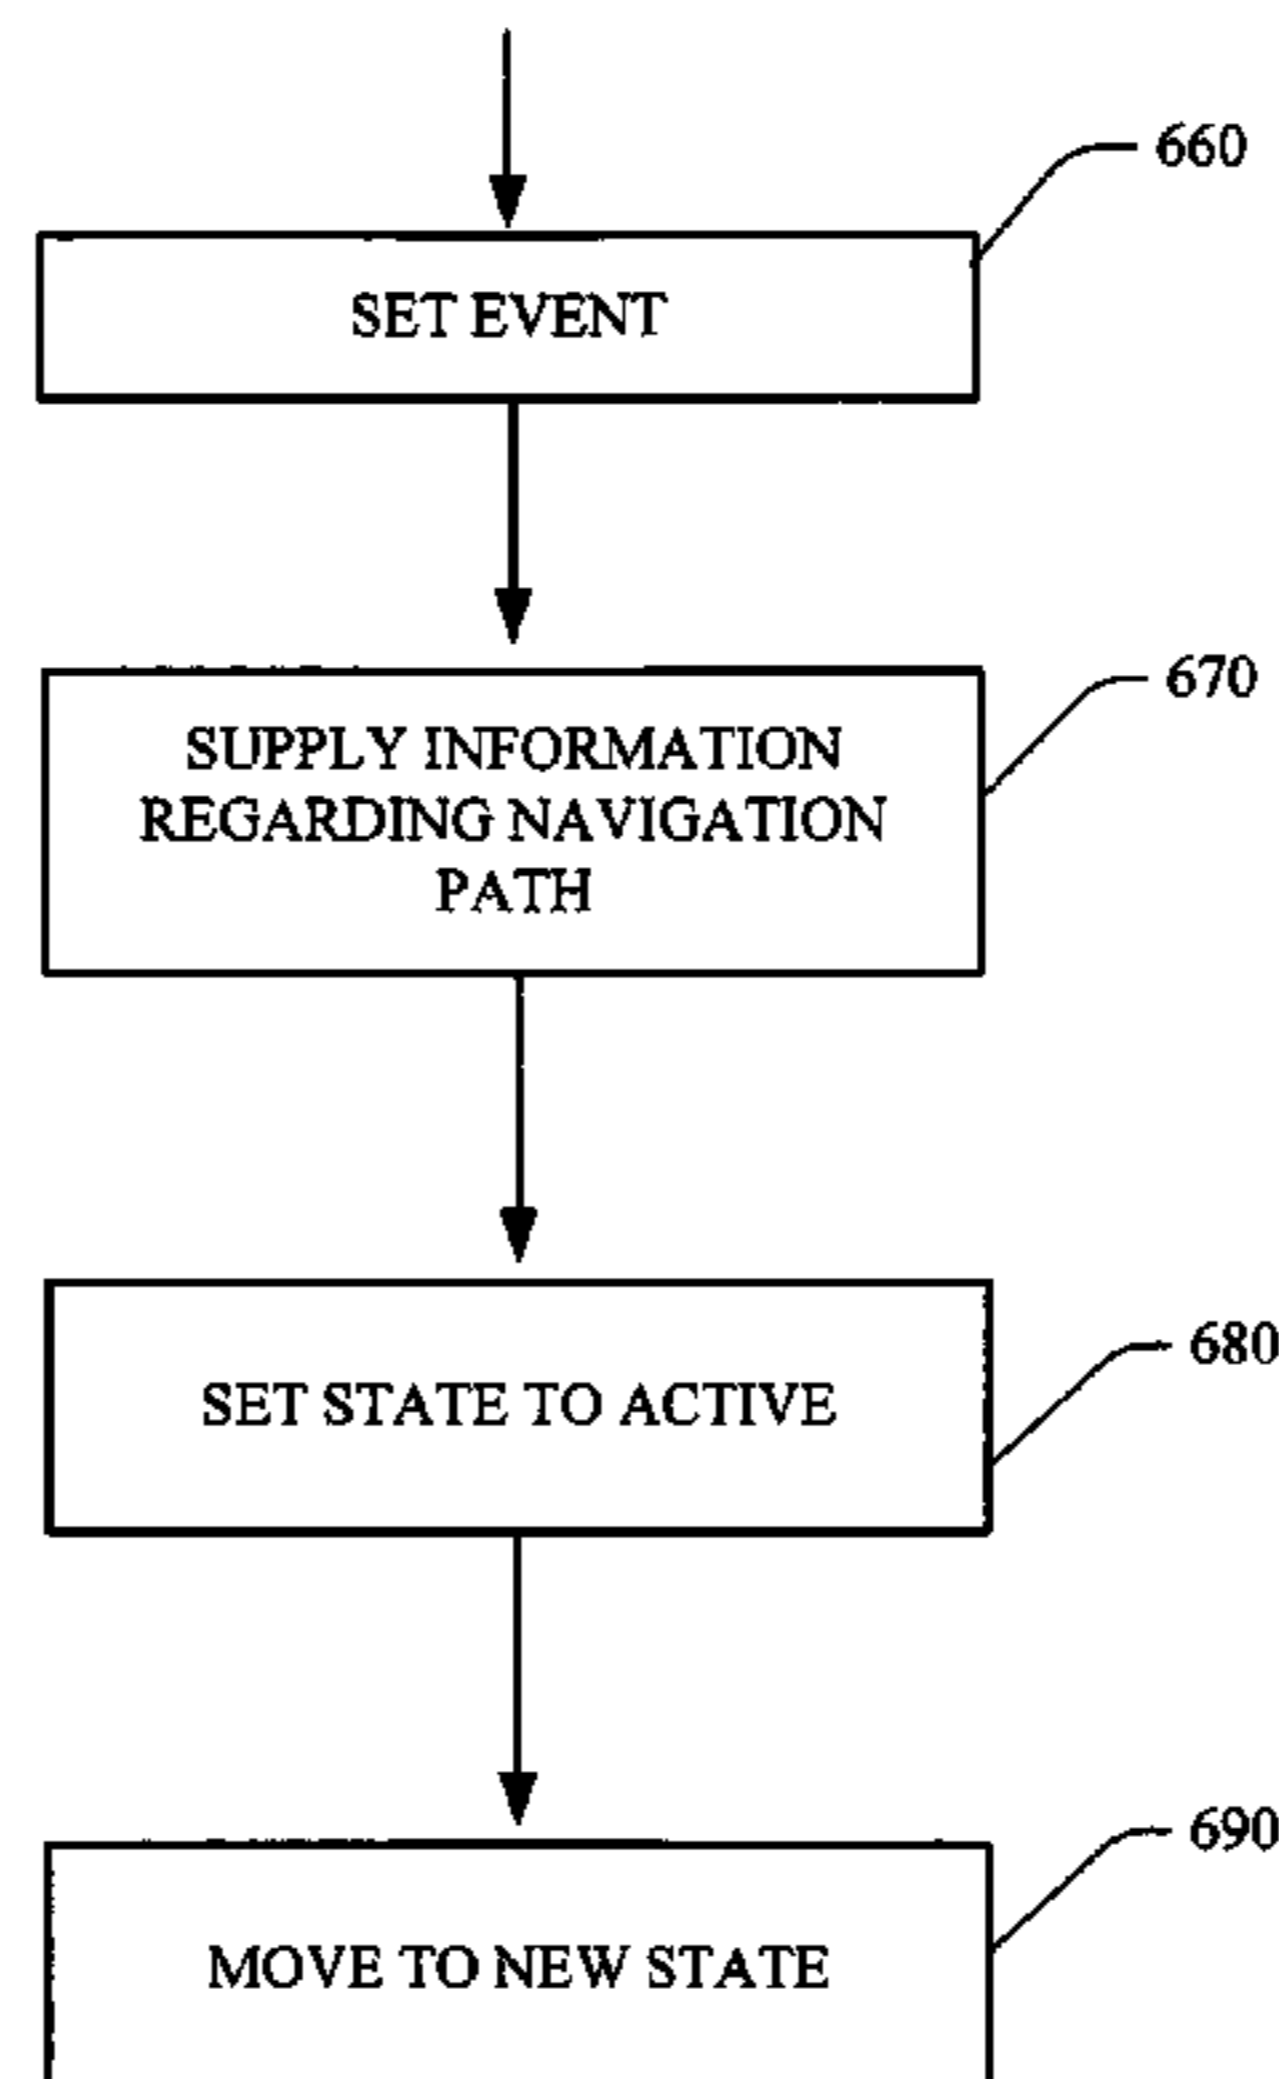 660
SET EVENT
670
SUPPLY INFORMATION
REGARDING NAVIGATION
PATH
680
SET STATE TO ACTIVE
690
MOVE TO NEW STATE